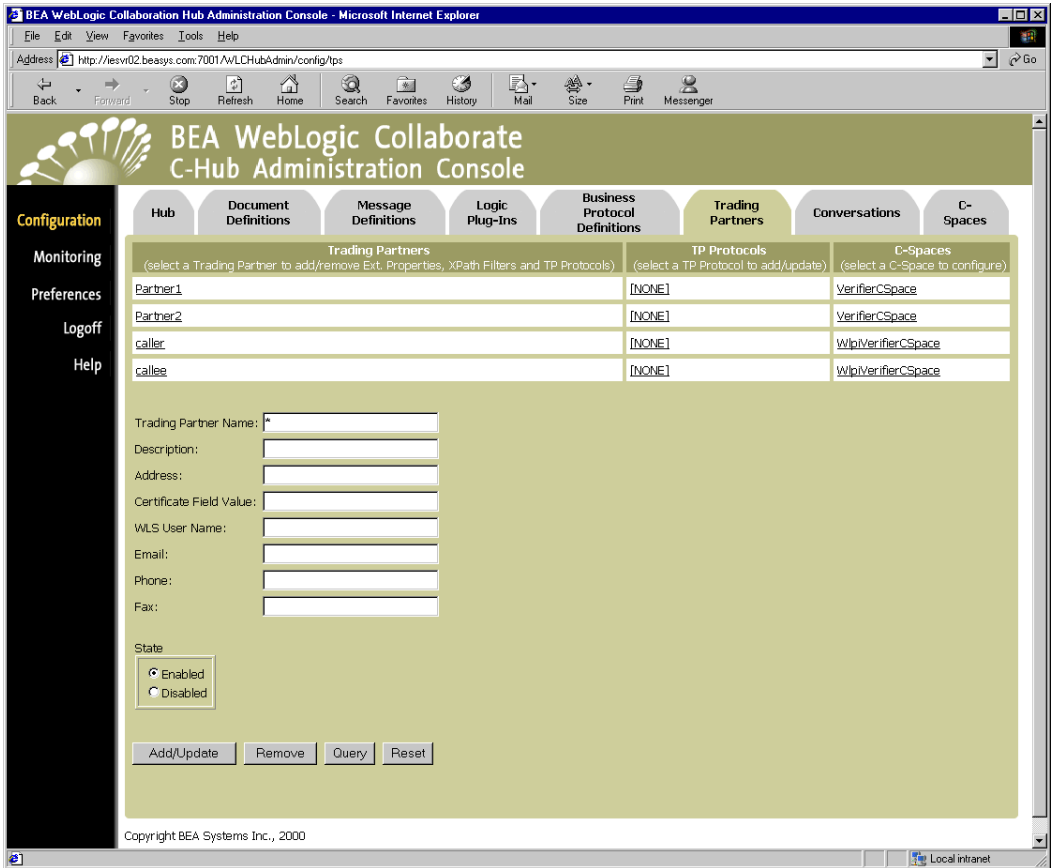 BEA WebLogic Collaboration Hub Administration Console - Microsoft Internet Explorer
File Edit View Favorites Tools Help
Address http://iesvr02.beasys.com:7001/WLCHubAdmin/config/tps Go
Back Forward Stop Refresh Home Search Favorites History Mail Size Print Messenger
BEA WebLogic Collaborate
C-Hub Administration Console
Configuration
Monitoring
Preferences
Logoff
Help
Hub
Document
Definitions
Message
Definitions
Logic
Plug-Ins
Business
Protocol
Definitions
Trading
Partners
Conversations
C-
Spaces
Trading Partners
(select a Trading Partner to add/remove Ext. Properties, XPath Filters and TP Protocols)
TP Protocols
(select a TP Protocol to add/update)
C-Spaces
(select a C-Space to configure)
Partner1 [NONE] VerifierCSpace
Partner2 [NONE] VerifierCSpace
caller [NONE] WlpiVerifierCSpace
callee [NONE] WlpiVerifierCSpace
Trading Partner Name: *
Description:
Address:
Certificate Field Value:
WLS User Name:
Email:
Phone:
Fax:
State
Enabled
Disabled
Add/Update Remove Query Reset
Copyright BEA Systems Inc., 2000
Local intranet